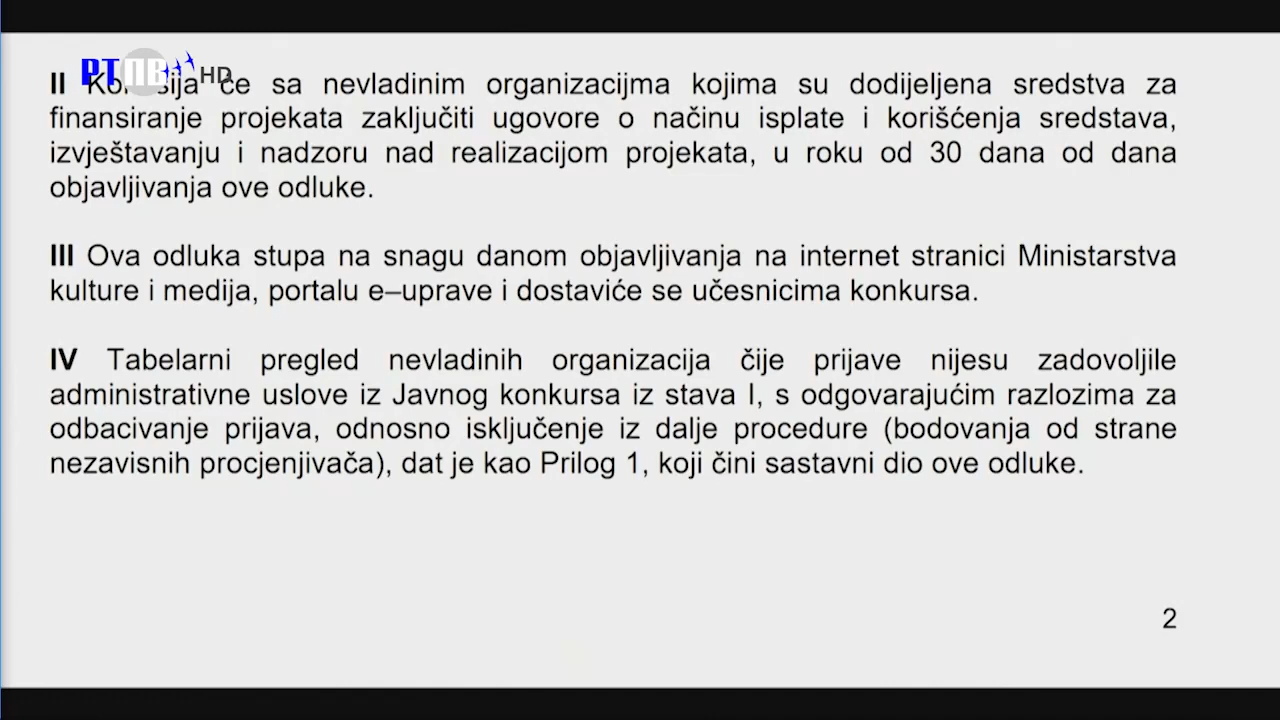 РТПВ HD
II Komisija će sa nevladinim organizacijma kojima su dodijeljena sredstva za
finansiranje projekata zaključiti ugovore o načinu isplate i korišćenja sredstava,
izvještavanju i nadzoru nad realizacijom projekata, u roku od 30 dana od dana
objavljivanja ove odluke.
III Ova odluka stupa na snagu danom objavljivanja na internet stranici Ministarstva
kulture i medija, portalu e–uprave i dostaviće se učesnicima konkursa.
IV Tabelarni pregled nevladinih organizacija čije prijave nijesu zadovoljile
administrativne uslove iz Javnog konkursa iz stava I, s odgovarajućim razlozima za
odbacivanje prijava, odnosno isključenje iz dalje procedure (bodovanja od strane
nezavisnih procjenjivača), dat je kao Prilog 1, koji čini sastavni dio ove odluke.
2